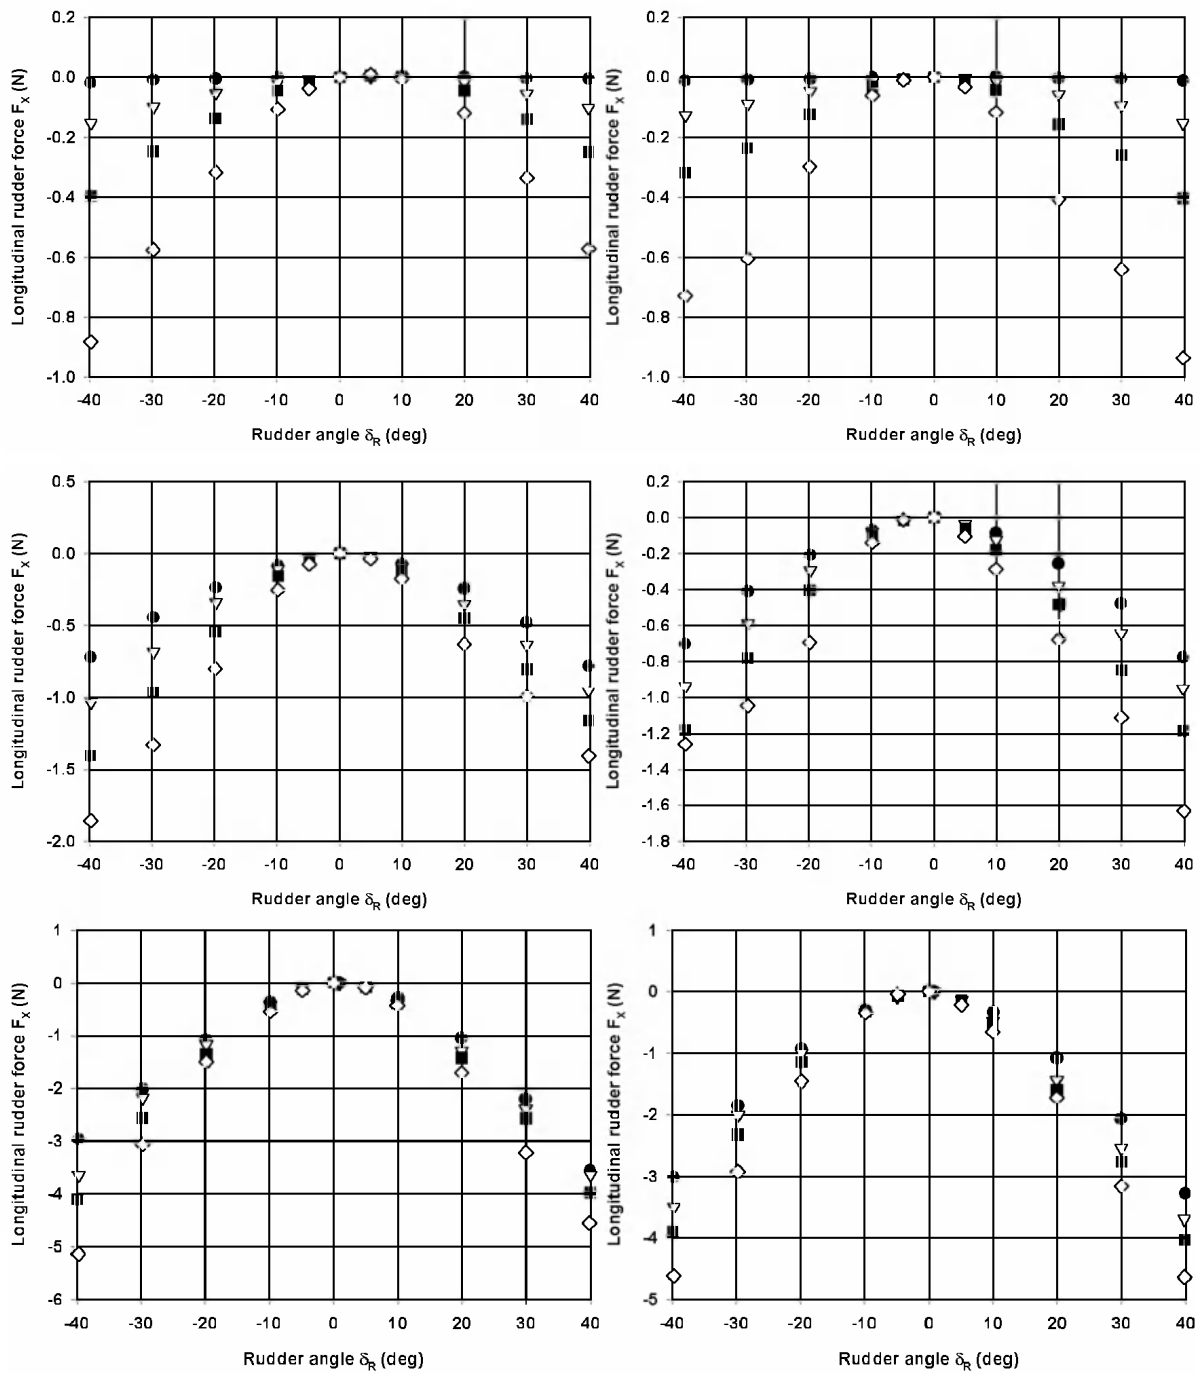 Longitudinal rudder force F_X (N)
0.2
0.0
-0.2
-0.4
-0.6
-0.8
-1.0
-40 -30 -20 -10 0 10 20 30 40
Rudder angle δ_R (deg)
Longitudinal rudder force F_X (N)
0.2
0.0
-0.2
-0.4
-0.6
-0.8
-1.0
-40 -30 -20 -10 0 10 20 30 40
Rudder angle δ_R (deg)
Longitudinal rudder force F_X (N)
0.5
0.0
-0.5
-1.0
-1.5
-2.0
-40 -30 -20 -10 0 10 20 30 40
Rudder angle δ_R (deg)
Longitudinal rudder force F_X (N)
0.2
0.0
-0.2
-0.4
-0.6
-0.8
-1.0
-1.2
-1.4
-1.6
-1.8
-40 -30 -20 -10 0 10 20 30 40
Rudder angle δ_R (deg)
Longitudinal rudder force F_X (N)
1
0
-1
-2
-3
-4
-5
-6
-40 -30 -20 -10 0 10 20 30 40
Rudder angle δ_R (deg)
Longitudinal rudder force F_X (N)
1
0
-1
-2
-3
-4
-5
-40 -30 -20 -10 0 10 20 30 40
Rudder angle δ_R (deg)